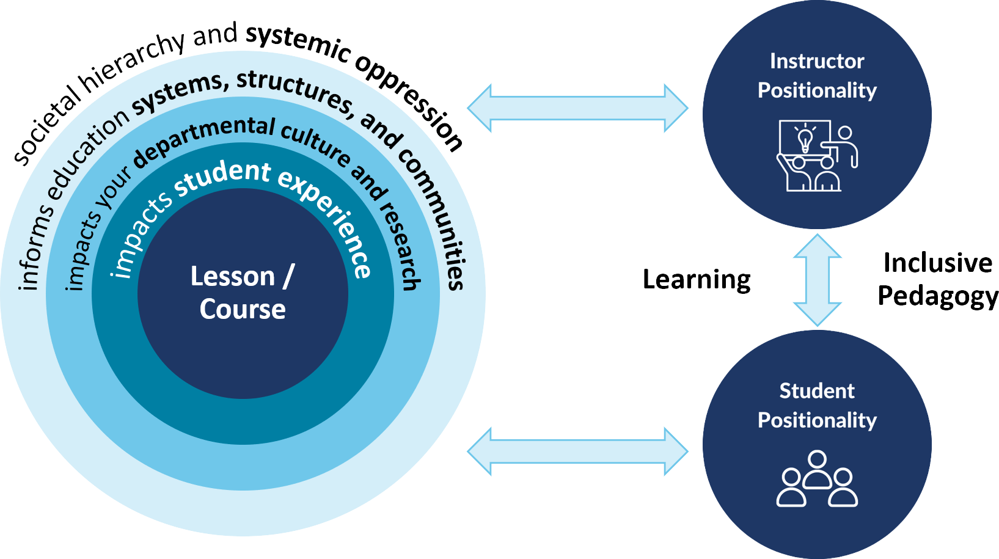 societal hierarchy and systemic oppression
informs education systems, structures, and communities
impacts your departmental culture and research
impacts student experience
Lesson /
Course
Instructor
Positionality
Learning
Inclusive
Pedagogy
Student
Positionality